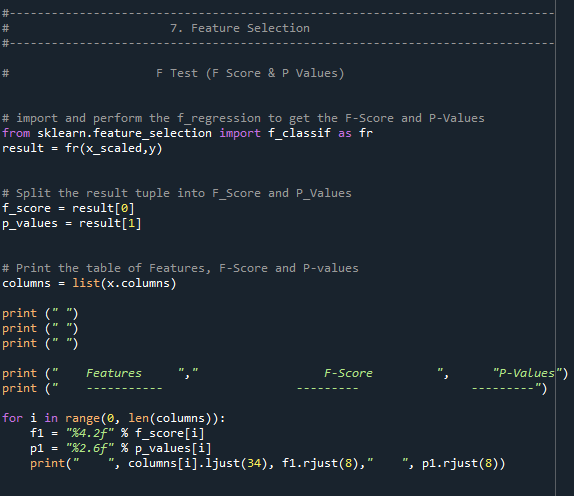 #------------------------------------------------------------------------------
#                       7. Feature Selection
#------------------------------------------------------------------------------
#                     F Test (F Score & P Values)
# import and perform the f_regression to get the F-Score and P-Values
from sklearn.feature_selection import f_classif as fr
result = fr(x_scaled,y)
# Split the result tuple into F_Score and P_Values
f_score = result[0]
p_values = result[1]
# Print the table of Features, F-Score and P-values
columns = list(x.columns)
print (" ")
print (" ")
print (" ")
print ("    Features     ","                  F-Score         ",      "P-Values")
print ("    -----------                   ---------                ---------")
for i in range(0, len(columns)):
    f1 = "%4.2f" % f_score[i]
    p1 = "%2.6f" % p_values[i]
    print("    ", columns[i].ljust(34), f1.rjust(8),"    ", p1.rjust(8))